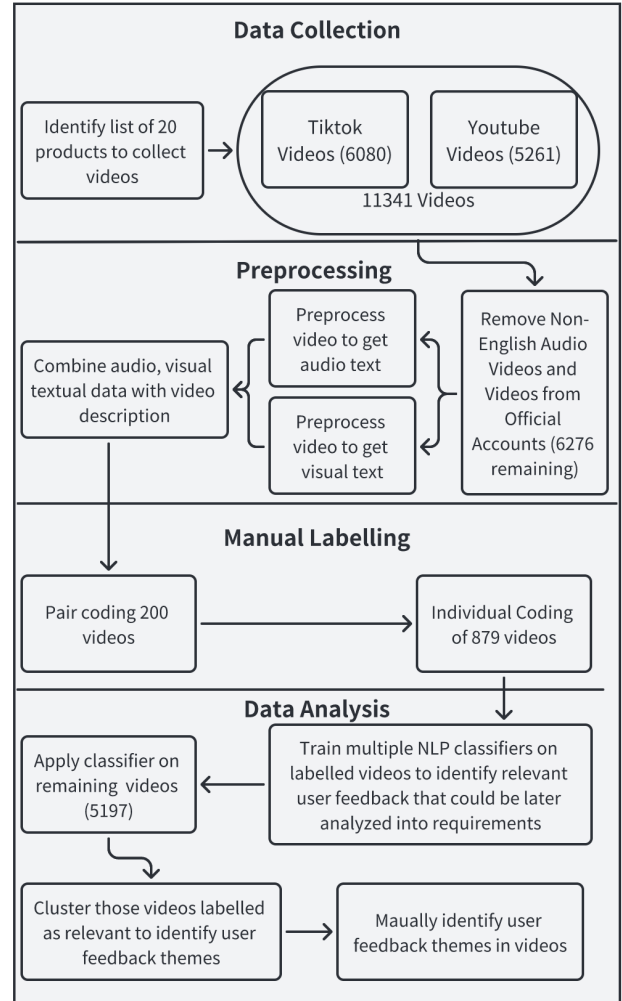 Data Collection
Identify list of 20
products to collect
videos
Tiktok
Videos (6080)
Youtube
Videos (5261)
11341 Videos
Preprocessing
Remove Non-
English Audio
Videos and
Videos from
Official
Accounts (6276
remaining)
Preprocess
video to get
audio text
Preprocess
video to get
visual text
Combine audio, visual
textual data with video
description
Manual Labelling
Pair coding 200
videos
Individual Coding
of 879 videos
Data Analysis
Train multiple NLP classifiers on
labelled videos to identify relevant
user feedback that could be later
analyzed into requirements
Apply classifier on
remaining videos
(5197)
Cluster those videos labelled
as relevant to identify user
feedback themes
Maually identify user
feedback themes in videos